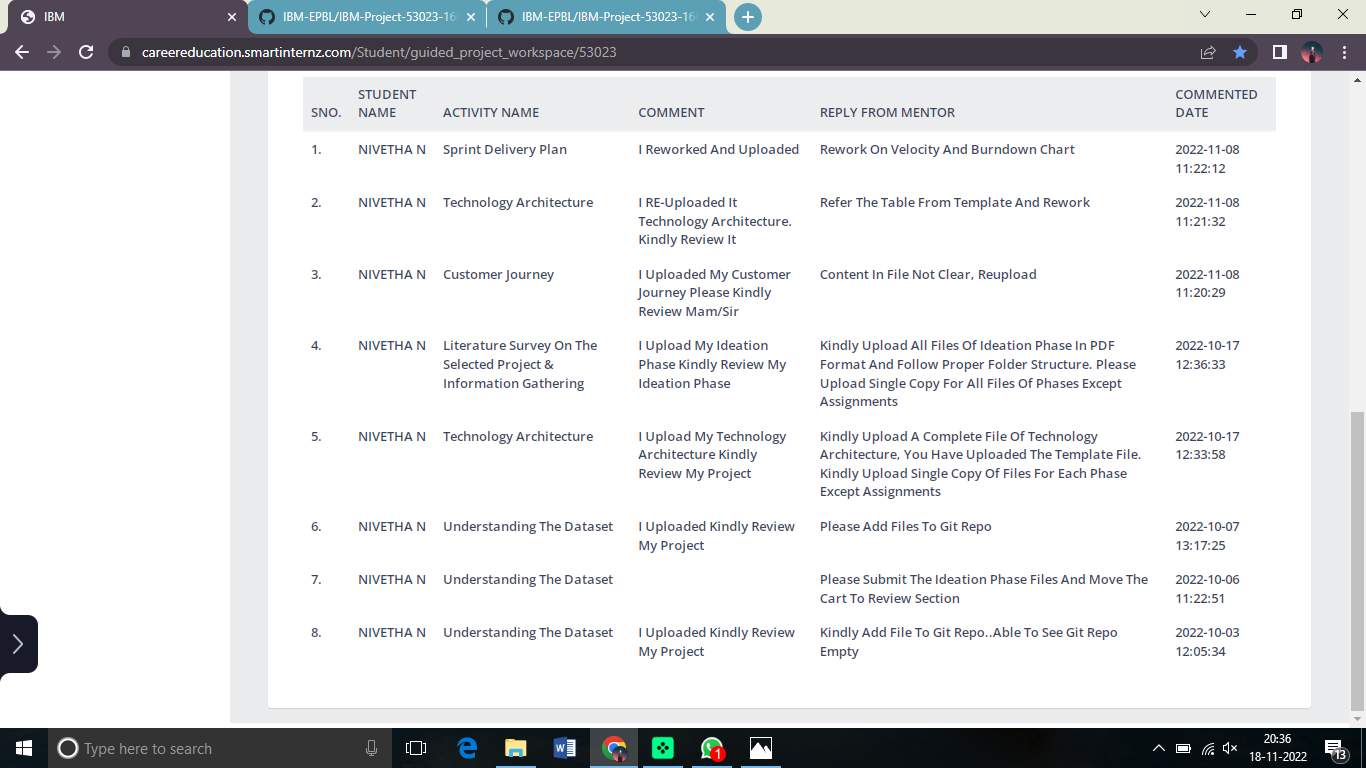 IBM
IBM-EPBL/IBM-Project-53023-16
IBM-EPBL/IBM-Project-53023-16
careereducation.smartinternz.com/Student/guided_project_workspace/53023
SNO. STUDENT NAME ACTIVITY NAME COMMENT REPLY FROM MENTOR COMMENTED DATE
1. NIVETHA N Sprint Delivery Plan I Reworked And Uploaded Rework On Velocity And Burndown Chart 2022-11-08
11:22:12
2. NIVETHA N Technology Architecture I RE-Uploaded It Refer The Table From Template And Rework 2022-11-08
Technology Architecture. 11:21:32
Kindly Review It
3. NIVETHA N Customer Journey I Uploaded My Customer Content In File Not Clear, Reupload 2022-11-08
Journey Please Kindly 11:20:29
Review Mam/Sir
4. NIVETHA N Literature Survey On The I Upload My Ideation Kindly Upload All Files Of Ideation Phase In PDF 2022-10-17
Selected Project & Phase Kindly Review My Format And Follow Proper Folder Structure. Please 12:36:33
Information Gathering Ideation Phase Upload Single Copy For All Files Of Phases Except
Assignments
5. NIVETHA N Technology Architecture I Upload My Technology Kindly Upload A Complete File Of Technology 2022-10-17
Architecture Kindly Architecture, You Have Uploaded The Template File. 12:33:58
Review My Project Kindly Upload Single Copy Of Files For Each Phase
Except Assignments
6. NIVETHA N Understanding The Dataset I Uploaded Kindly Review Please Add Files To Git Repo 2022-10-07
My Project 13:17:25
7. NIVETHA N Understanding The Dataset Please Submit The Ideation Phase Files And Move The 2022-10-06
Cart To Review Section 11:22:51
8. NIVETHA N Understanding The Dataset I Uploaded Kindly Review Kindly Add File To Git Repo..Able To See Git Repo 2022-10-03
My Project Empty 12:05:34
Type here to search
1
20:36
18-11-2022
13